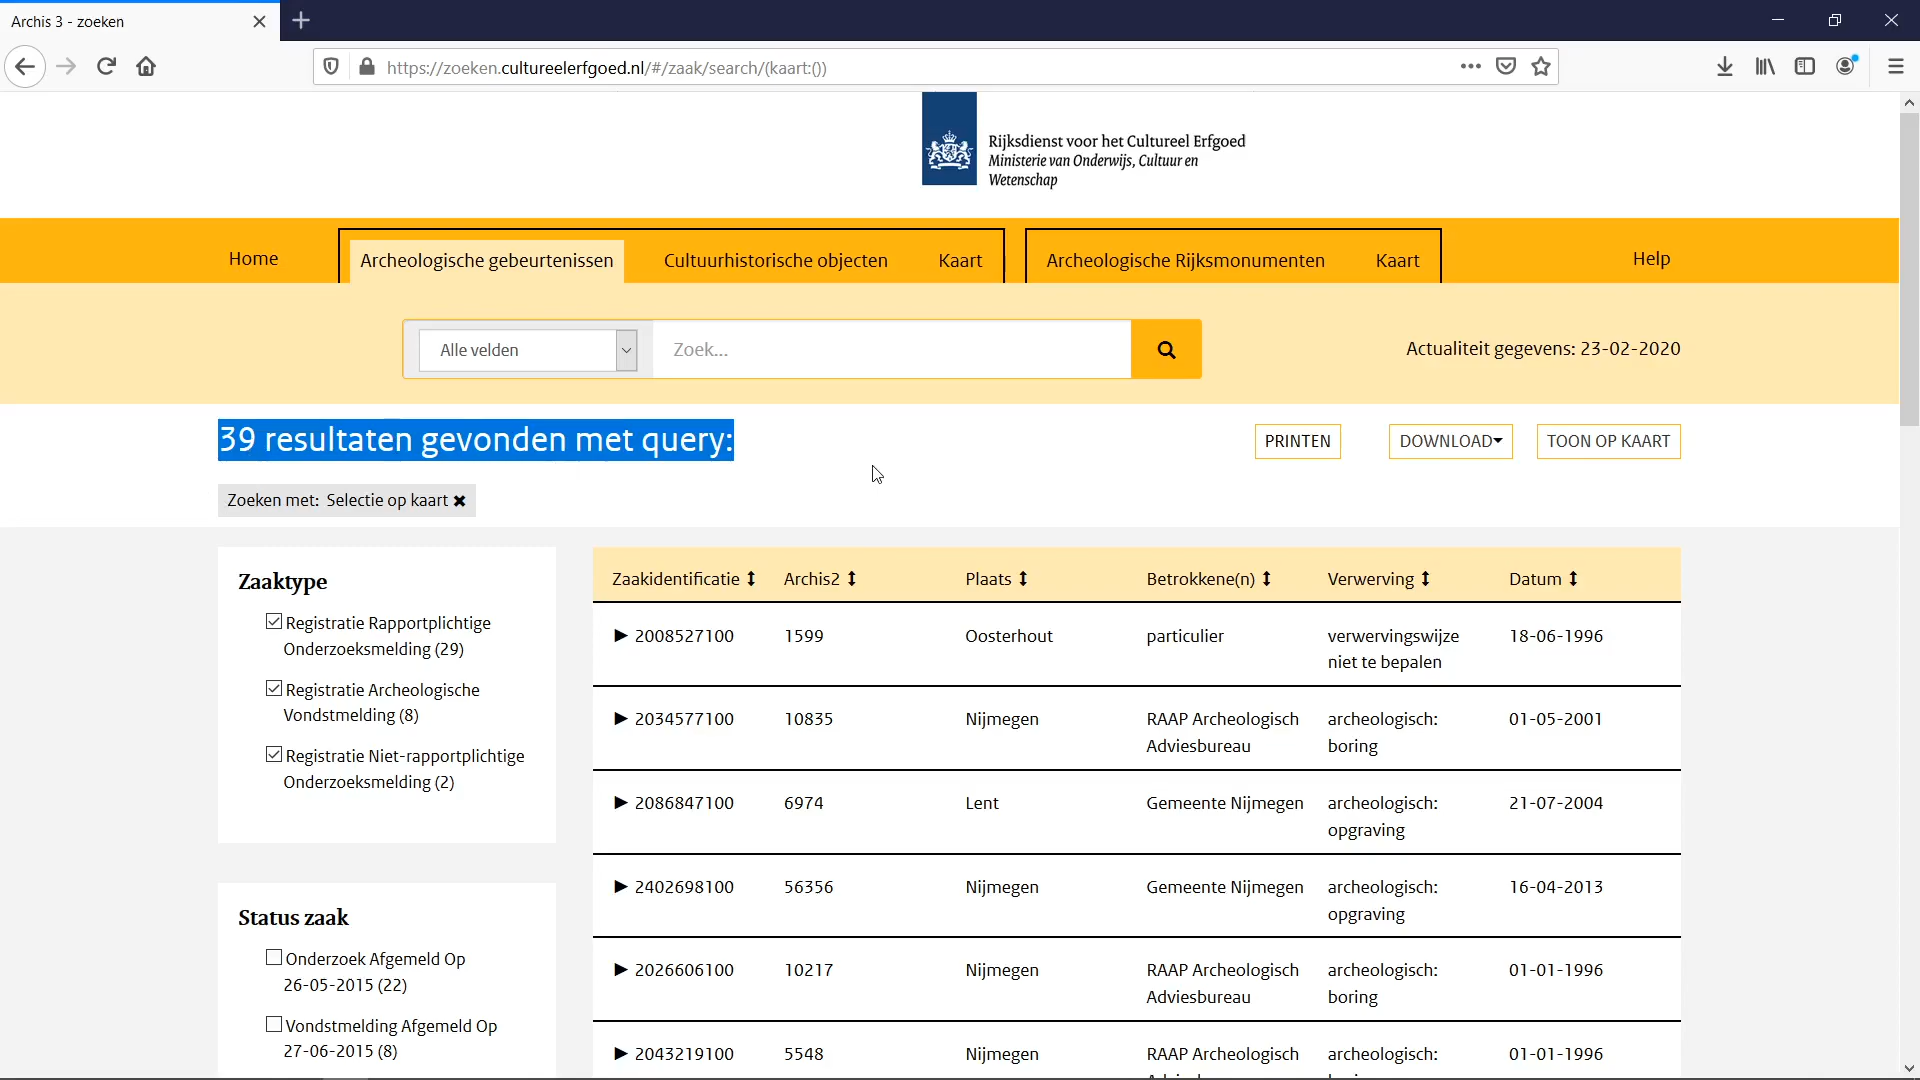 Archis 3 - zoeken
https://zoeken.cultureelerfgoed.nl/#/zaak/search/(kaart:())
Rijksdienst voor het Cultureel Erfgoed
Ministerie van Onderwijs, Cultuur en
Wetenschap
Home
Archeologische gebeurtenissen
Cultuurhistorische objecten
Kaart
Archeologische Rijksmonumenten
Kaart
Help
Alle velden
Zoek...
Actualiteit gegevens: 23-02-2020
39 resultaten gevonden met query:
PRINTEN
DOWNLOAD
TOON OP KAART
Zoeken met: Selectie op kaart
Zaaktype
Registratie Rapportplichtige
Onderzoeksmelding (29)
Registratie Archeologische
Vondstmelding (8)
Registratie Niet-rapportplichtige
Onderzoeksmelding (2)
Status zaak
Onderzoek Afgemeld Op
26-05-2015 (22)
Vondstmelding Afgemeld Op
27-06-2015 (8)
Zaakidentificatie Archis2 Plaats Betrokkene(n) Verwerving Datum
2008527100 1599 Oosterhout particulier verwervingswijze 18-06-1996
niet te bepalen
2034577100 10835 Nijmegen RAAP Archeologisch archeologisch: 01-05-2001
Adviesbureau boring
2086847100 6974 Lent Gemeente Nijmegen archeologisch: 21-07-2004
opgraving
2402698100 56356 Nijmegen Gemeente Nijmegen archeologisch: 16-04-2013
opgraving
2026606100 10217 Nijmegen RAAP Archeologisch archeologisch: 01-01-1996
Adviesbureau boring
2043219100 5548 Nijmegen RAAP Archeologisch archeologisch: 01-01-1996